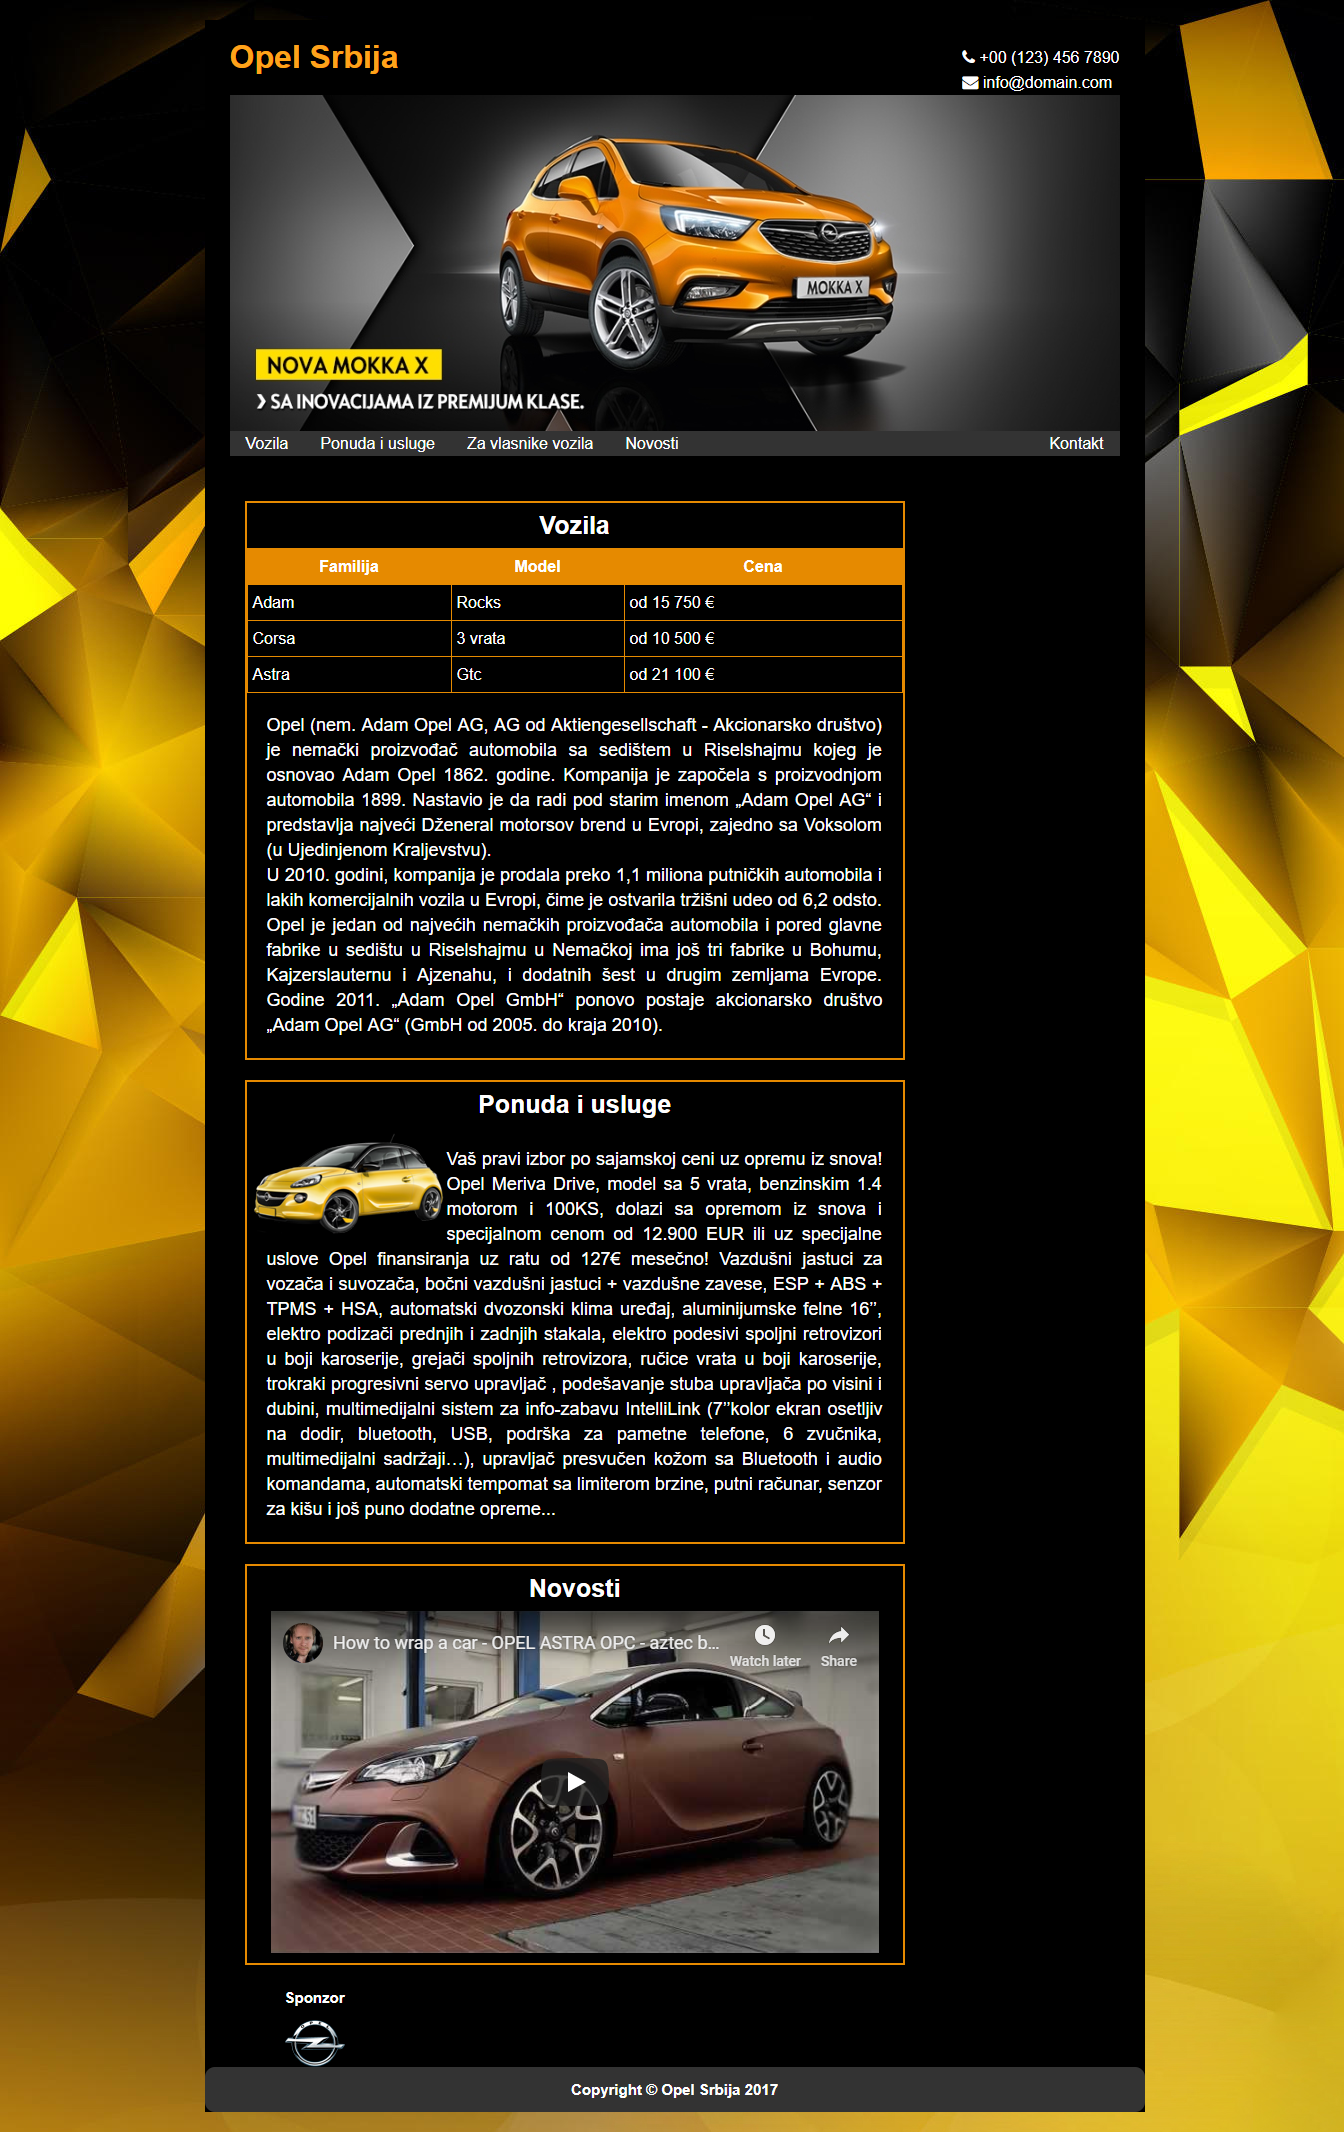 Opel Srbija
+00 (123) 456 7890
info@domain.com
MOKKA X
NOVA MOKKA X
❯ SA INOVACIJAMA IZ PREMIJUM KLASE.
Vozila Ponuda i usluge Za vlasnike vozila Novosti Kontakt
Vozila
Familija Model Cena
Adam Rocks od 15 750 €
Corsa 3 vrata od 10 500 €
Astra Gtc od 21 100 €
Opel (nem. Adam Opel AG, AG od Aktiengesellschaft - Akcionarsko društvo)
je nemački proizvođač automobila sa sedištem u Riselshajmu kojeg je
osnovao Adam Opel 1862. godine. Kompanija je započela s proizvodnjom
automobila 1899. Nastavio je da radi pod starim imenom „Adam Opel AG“ i
predstavlja najveći Dženeral motorsov brend u Evropi, zajedno sa Voksolom
(u Ujedinjenom Kraljevstvu).
U 2010. godini, kompanija je prodala preko 1,1 miliona putničkih automobila i
lakih komercijalnih vozila u Evropi, čime je ostvarila tržišni udeo od 6,2 odsto.
Opel je jedan od najvećih nemačkih proizvođača automobila i pored glavne
fabrike u sedištu u Riselshajmu u Nemačkoj ima još tri fabrike u Bohumu,
Kajzerslauternu i Ajzenahu, i dodatnih šest u drugim zemljama Evrope.
Godine 2011. „Adam Opel GmbH“ ponovo postaje akcionarsko društvo
„Adam Opel AG“ (GmbH od 2005. do kraja 2010).
Ponuda i usluge
Vaš pravi izbor po sajamskoj ceni uz opremu iz snova!
Opel Meriva Drive, model sa 5 vrata, benzinskim 1.4
motorom i 100KS, dolazi sa opremom iz snova i
specijalnom cenom od 12.900 EUR ili uz specijalne
uslove Opel finansiranja uz ratu od 127€ mesečno! Vazdušni jastuci za
vozača i suvozača, bočni vazdušni jastuci + vazdušne zavese, ESP + ABS +
TPMS + HSA, automatski dvozonski klima uređaj, aluminijumske felne 16’’,
elektro podizači prednjih i zadnjih stakala, elektro podesivi spoljni retrovizori
u boji karoserije, grejači spoljnih retrovizora, ručice vrata u boji karoserije,
trokraki progresivni servo upravljač , podešavanje stuba upravljača po visini i
dubini, multimedijalni sistem za info-zabavu IntelliLink (7’’kolor ekran osetljiv
na dodir, bluetooth, USB, podrška za pametne telefone, 6 zvučnika,
multimedijalni sadržaji…), upravljač presvučen kožom sa Bluetooth i audio
komandama, automatski tempomat sa limiterom brzine, putni računar, senzor
za kišu i još puno dodatne opreme...
Novosti
How to wrap a car - OPEL ASTRA OPC - aztec b...
Watch later Share
Sponzor
OPEL
Copyright © Opel Srbija 2017